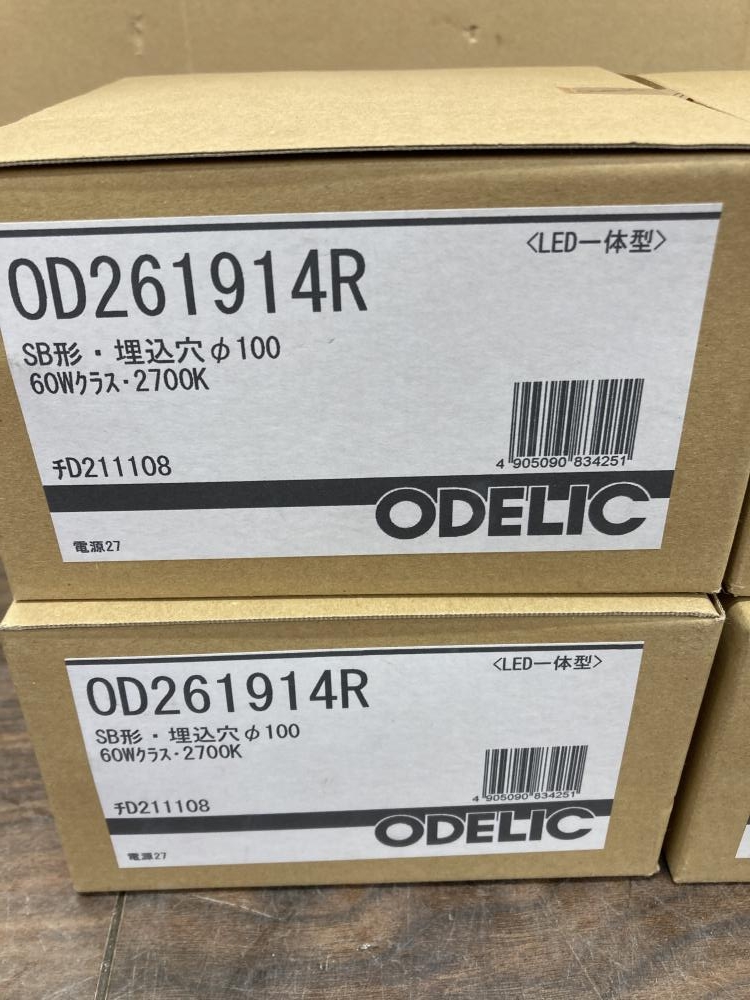 <LED一体型>
OD261914R
SB形・埋込穴φ100
60Wクラス・2700K
4 905090 834251
チD211108
ODELIC
電源27
<LED一体型>
OD261914R
SB形・埋込穴φ100
60Wクラス・2700K
4 905090 834251
チD211108
ODELIC
電源27